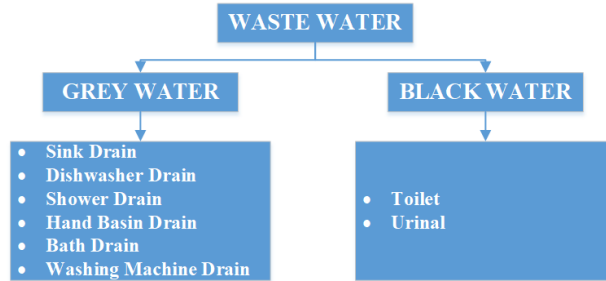 WASTE WATER
GREY WATER
BLACK WATER
• Sink Drain
• Dishwasher Drain
• Shower Drain
• Hand Basin Drain
• Bath Drain
• Washing Machine Drain
• Toilet
• Urinal